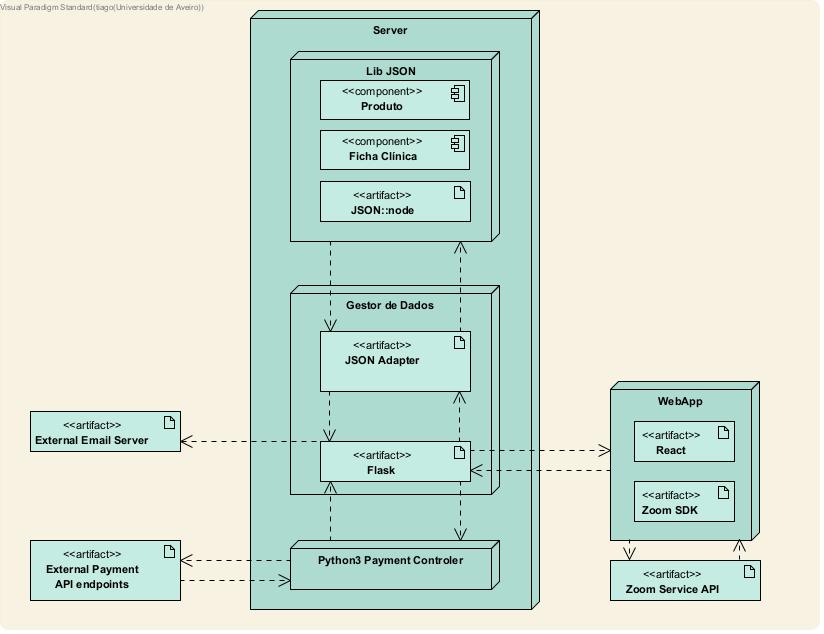 Visual Paradigm Standard(tiago(Universidade de Aveiro))
Server
Lib JSON
<<component>>
Produto
<<component>>
Ficha Clínica
<<artifact>>
JSON::node
Gestor de Dados
<<artifact>>
JSON Adapter
<<artifact>>
Flask
Python3 Payment Controler
<<artifact>>
External Email Server
<<artifact>>
External Payment
API endpoints
WebApp
<<artifact>>
React
<<artifact>>
Zoom SDK
<<artifact>>
Zoom Service API